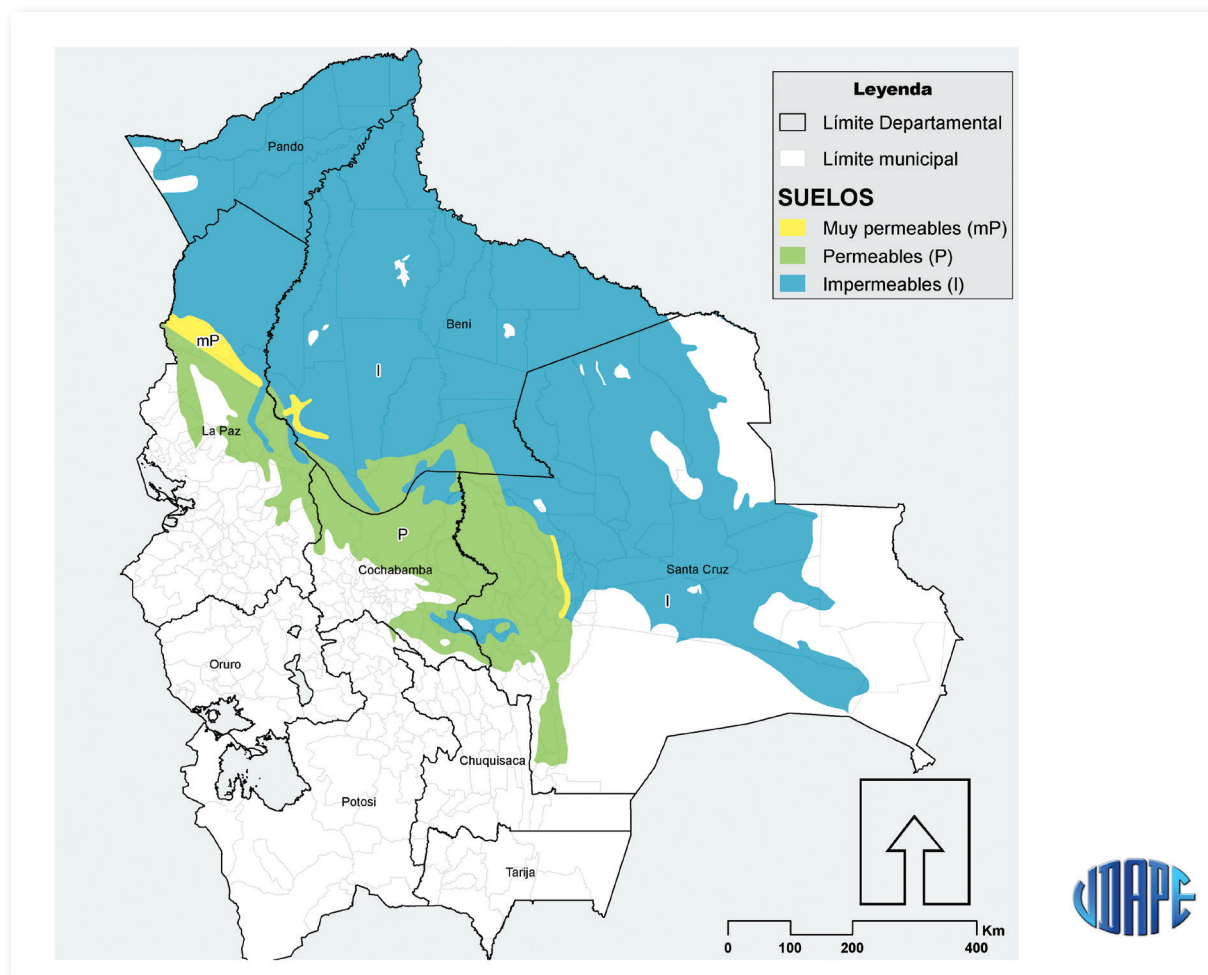 Leyenda
Límite Departamental
Límite municipal
SUELOS
Muy permeables (mP)
Permeables (P)
Impermeables (I)
Pando
Beni
mP
I
La Paz
P
Cochabamba
Santa Cruz
I
Oruro
Chuquisaca
Potosi
Tarija
Km
0 100 200 400
UDAPE